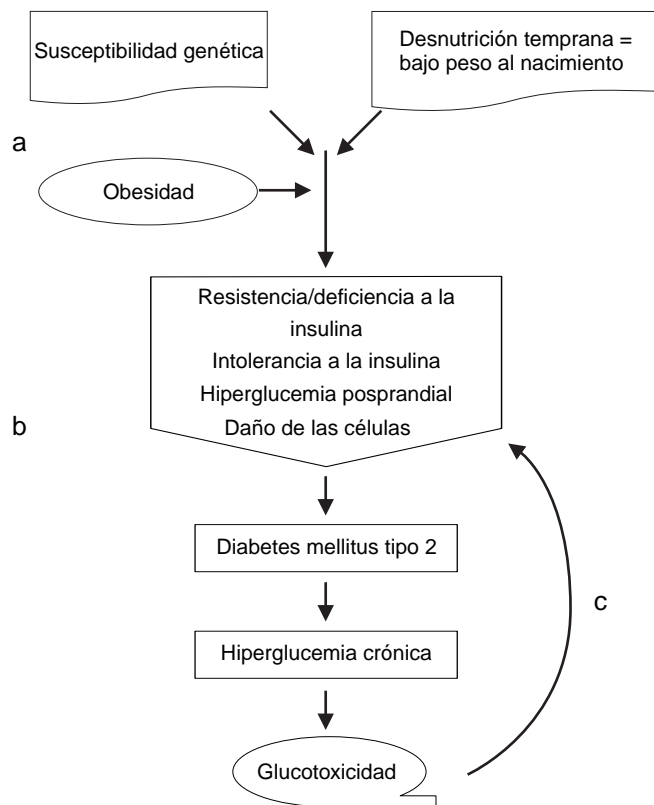 Susceptibilidad genética
Desnutrición temprana =
bajo peso al nacimiento
a
Obesidad
Resistencia/deficiencia a la
insulina
Intolerancia a la insulina
Hiperglucemia posprandial
b
Daño de las células
Diabetes mellitus tipo 2
c
Hiperglucemia crónica
Glucotoxicidad